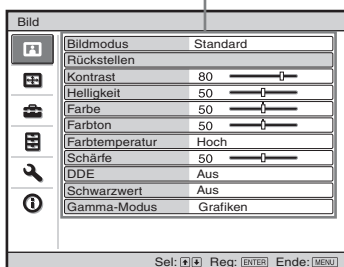 Bild
Bildmodus Standard
Rückstellen
Kontrast 80
Helligkeit 50
Farbe 50
Farbton 50
Farbtemperatur Hoch
Schärfe 50
DDE Aus
Schwarzwert Aus
Gamma-Modus Grafiken
Sel: Reg: ENTER Ende: MENU